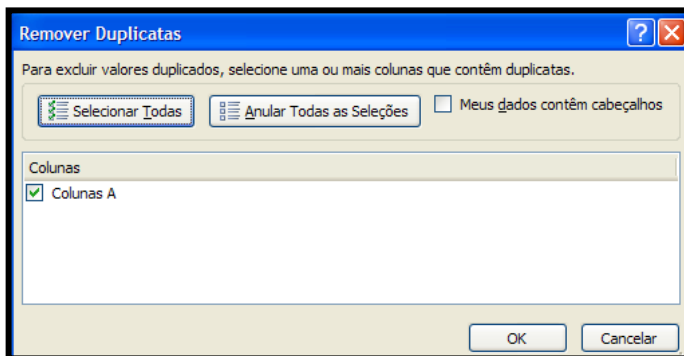 Remover Duplicatas
Para excluir valores duplicados, selecione uma ou mais colunas que contêm duplicatas.
Selecionar Todas Anular Todas as Seleções Meus dados contêm cabeçalhos
Colunas
Colunas A
OK Cancelar